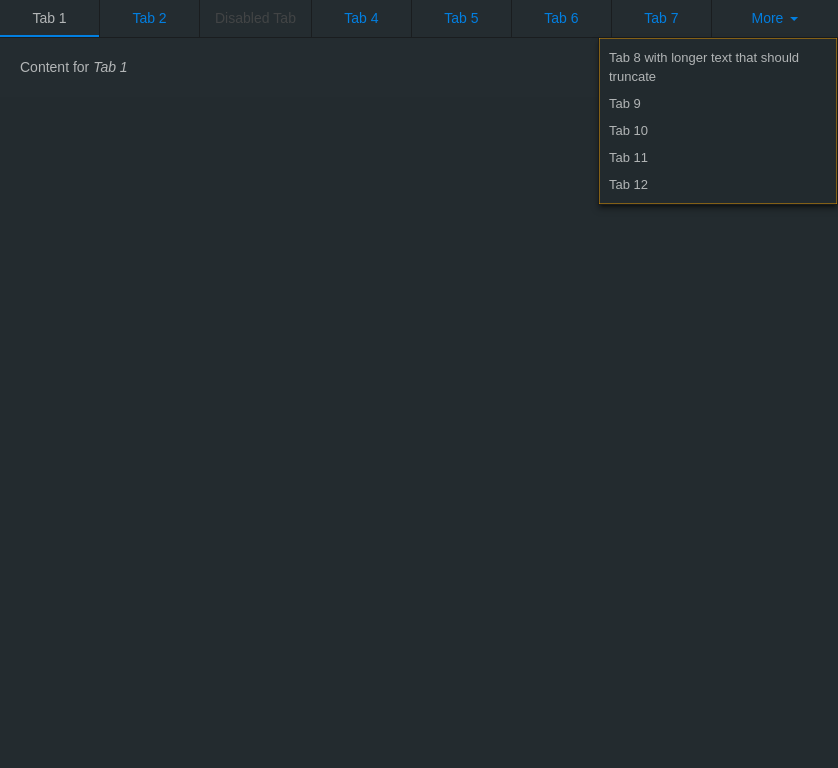 Tab 1 Tab 2 Disabled Tab Tab 4 Tab 5 Tab 6 Tab 7 More
Content for Tab 1
Tab 8 with longer text that should
truncate
Tab 9
Tab 10
Tab 11
Tab 12